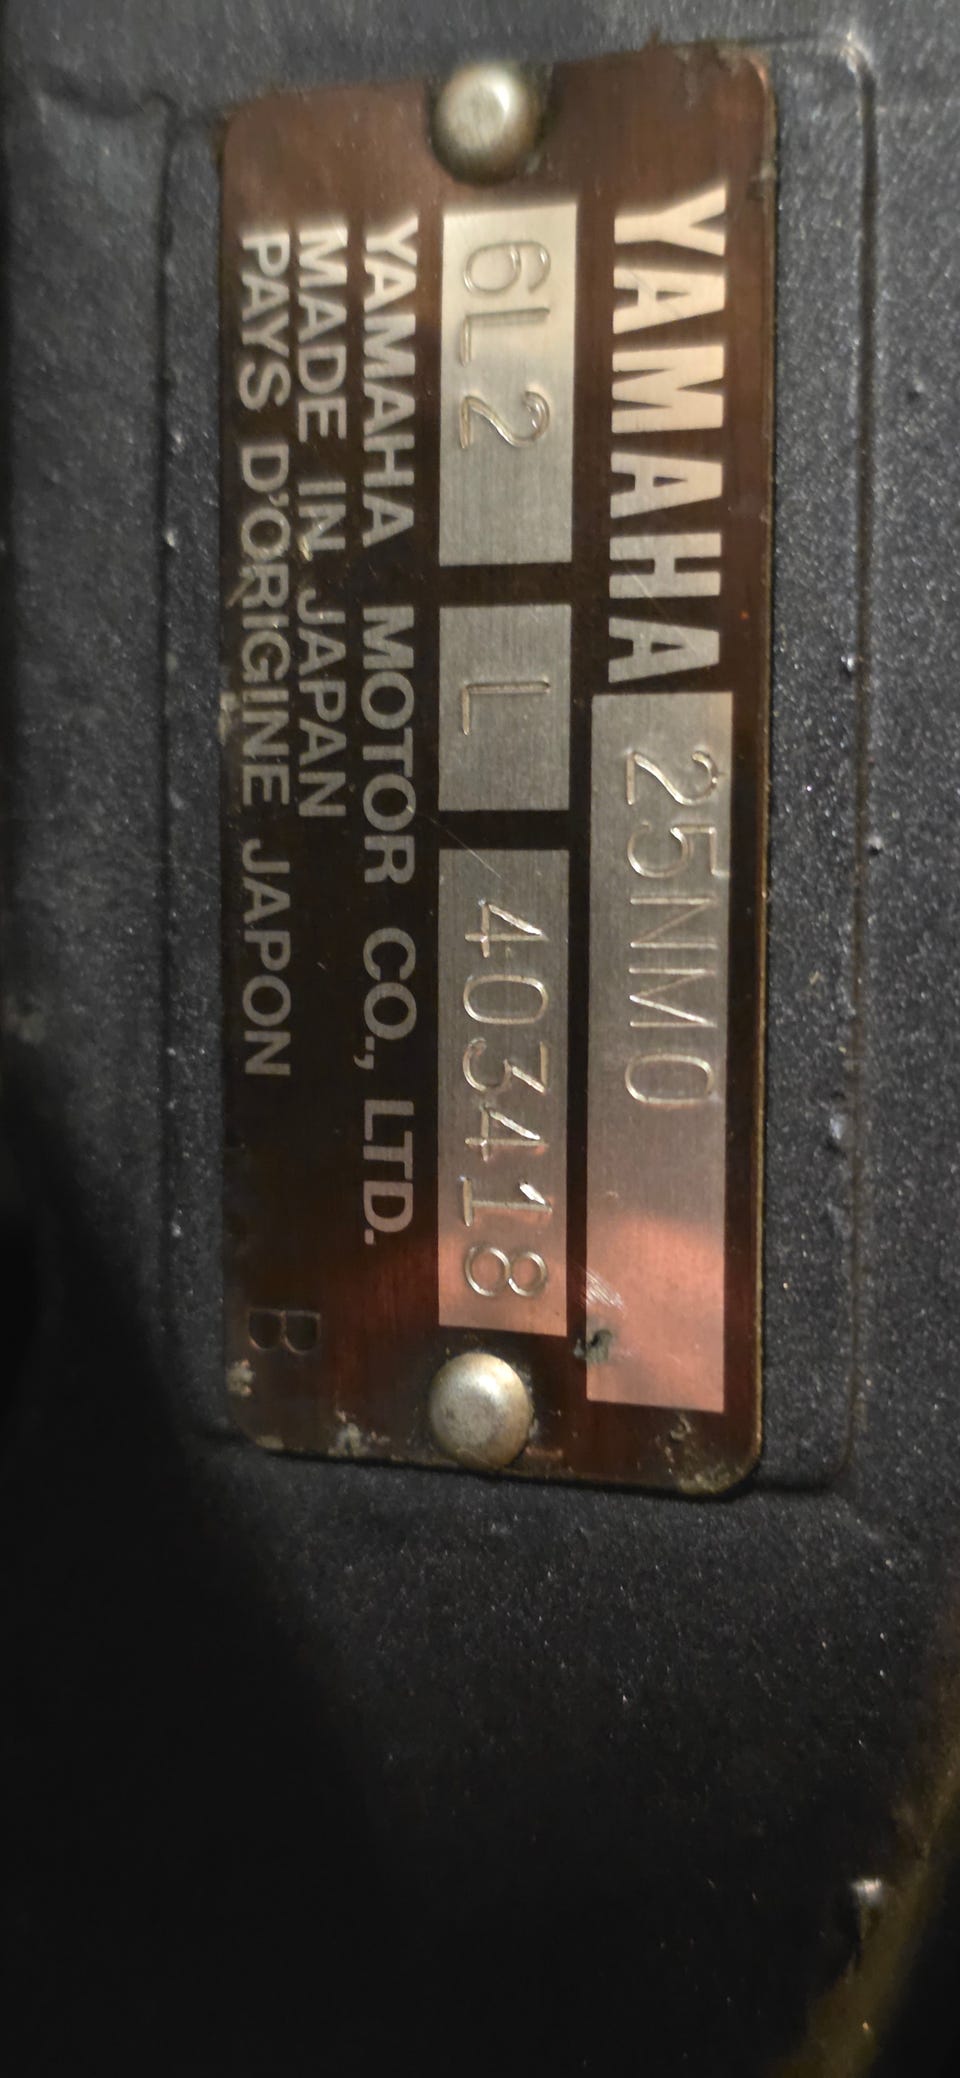 YAMAHA 25NMO
6L2 L 403418
YAMAHA MOTOR CO., LTD.
MADE IN JAPAN
PAYS D'ORIGINE JAPON
B